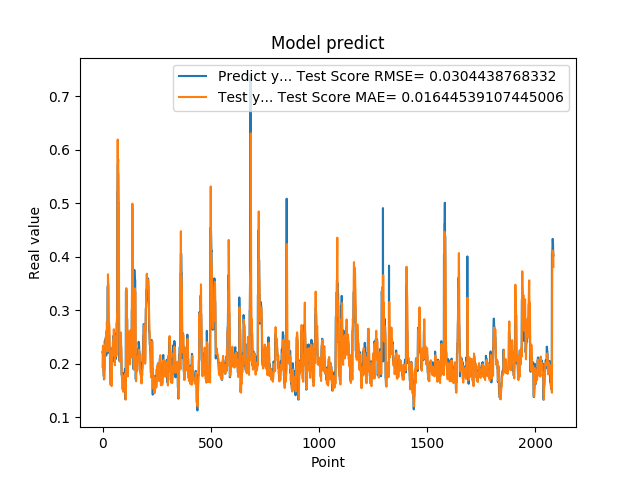 Model predict
Predict y... Test Score RMSE= 0.0304438768332
Test y... Test Score MAE= 0.01644539107445006
0.7
0.6
0.5
0.4
0.3
0.2
0.1
Real value
0
500
1000
1500
2000
Point